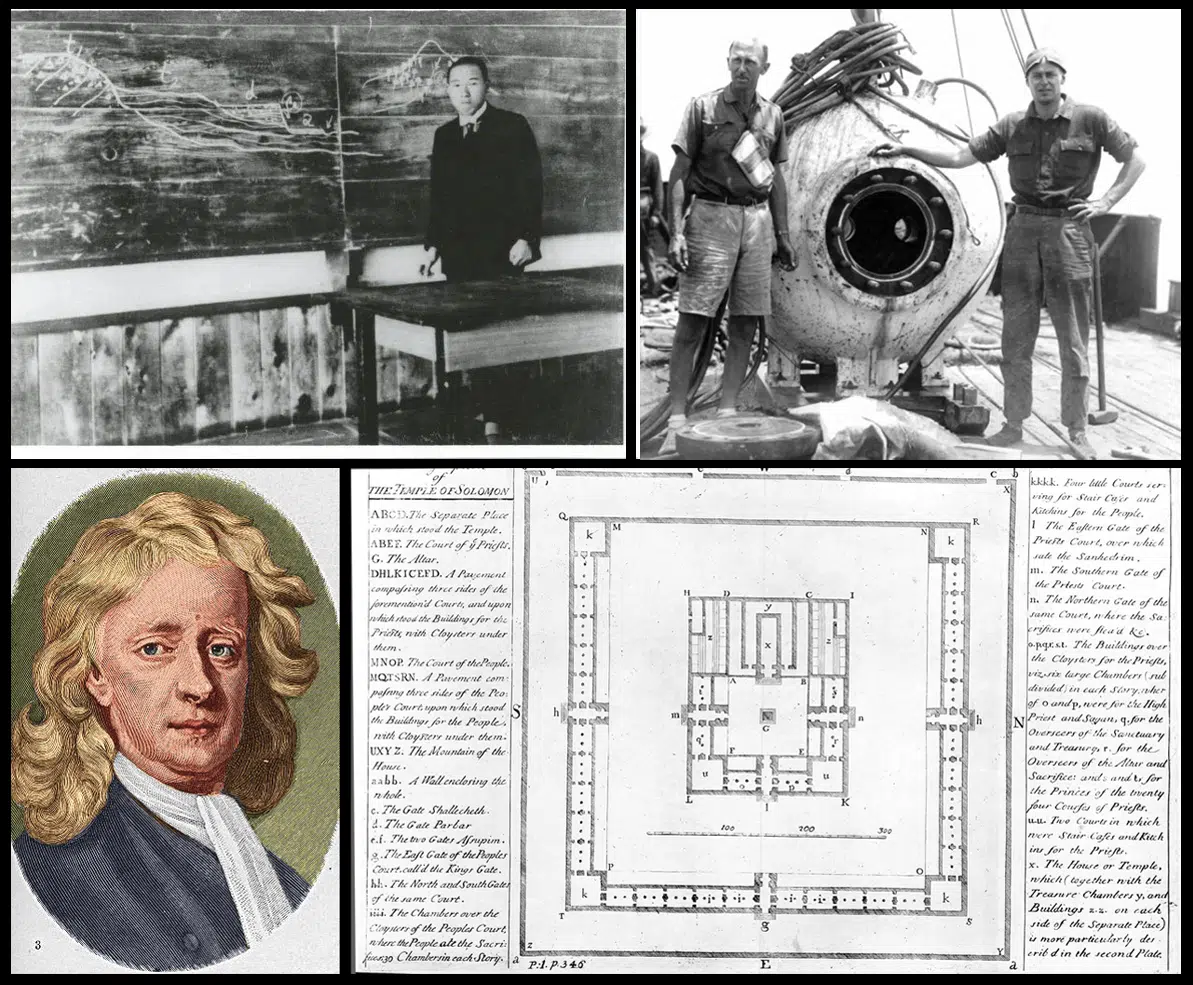 3
of
THE TEMPLE OF SOLOMON
ABCD. The Separate Place
in which stood the Temple.
ABEF. The Court of ẙ Priests.
G. The Altar.
DHLKICEFD. A Pavement
compassing three sides of the
foremention'd Courts, and upon
which stood the Buildings for the
Priests, with Cloysters under
them.
MNOP. The Court of the People.
MQTSRN. A Pavement com-
passing three sides of the Peo-
ple's Court, upon which stood
the Buildings for the People,
with Cloysters under them.
UXYZ. The Mountain of the
House.
aabb. A Wall enclosing the
whole.
c. The Gate Shallecheth.
d. The Gate Parbar
e.f. The two Gates Assupim.
g. The East Gate of the Peoples
Court, call'd the Kings Gate.
hh. The North and South Gates
of the same Court.
iiii. The Chambers over the
Cloysters of the Peoples Court,
where the People ate the Sacri-
fices 30 Chambers in each Story.
U
c
W
d
c
b
X
Q
k
M
N
k
R
H
D
C
I
y
z
x
z
A
B
S
h
m
N
G
n
h
N
F
E
u
u
L
l
K
100
200
300
P
O
k
i
i
i
i
k
T
g
S
Z
Y
a
P. I. p. 346
E
a
kkkk. Four little Courts ser-
ving for Stair Cases and
Kitchins for the People.
l The Eastern Gate of the
Priests Court, over which
sate the Sanhedrim.
m. The Southern Gate of
the Priests Court.
n. The Northern Gate of the
same Court, where the Sa-
crifices were flea'd &c.
o.p.q.r.s.t. The Buildings over
the Cloysters for the Priests,
viz. six large Chambers (sub
divided) in each Story, wher
of o and p, were for the High
Priest and Sagan, q, for the
Overseers of the Sanctuary
and Treasury, r. for the
Overseers of the Altar and
Sacrifice: and s and t, for
the Princes of the twenty
four Courses of Priests.
u.u. Two Courts in which
were Stair-Cases and Kitch
ins for the Priests.
x. The House or Temple,
which (together with the
Treasure Chambers y, and
Buildings z.z. on each
side of the Separate Place)
is more particularly des-
crib'd in the second Plate.